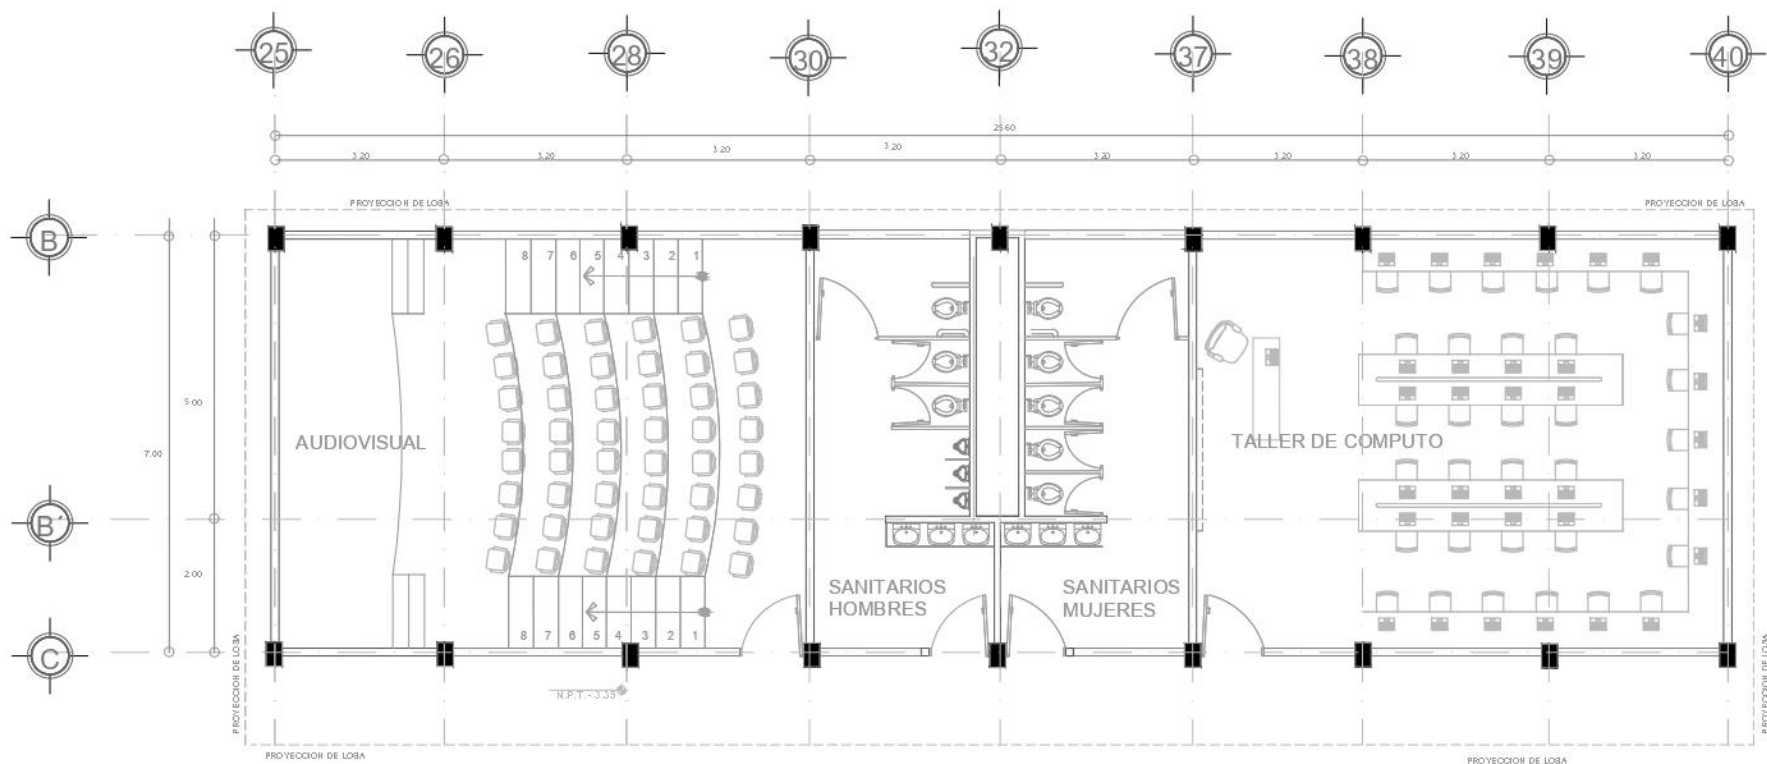 25 26 28 30 32 37 38 39 40
25.60
3.20 3.20 3.20 3.20 3.20 3.20 3.20 3.20
PROYECCION DE LOSA PROYECCION DE LOSA
B
8 7 6 5 4 3 2 1
5.00
AUDIOVISUAL TALLER DE COMPUTO
7.00
B´
2.00
SANITARIOS
HOMBRES
SANITARIOS
MUJERES
8 7 6 5 4 3 2 1
C
PROYECCION DE LOSA
PROYECCION DE LOSA
N.P.T. - 3.35
PROYECCION DE LOSA PROYECCION DE LOSA